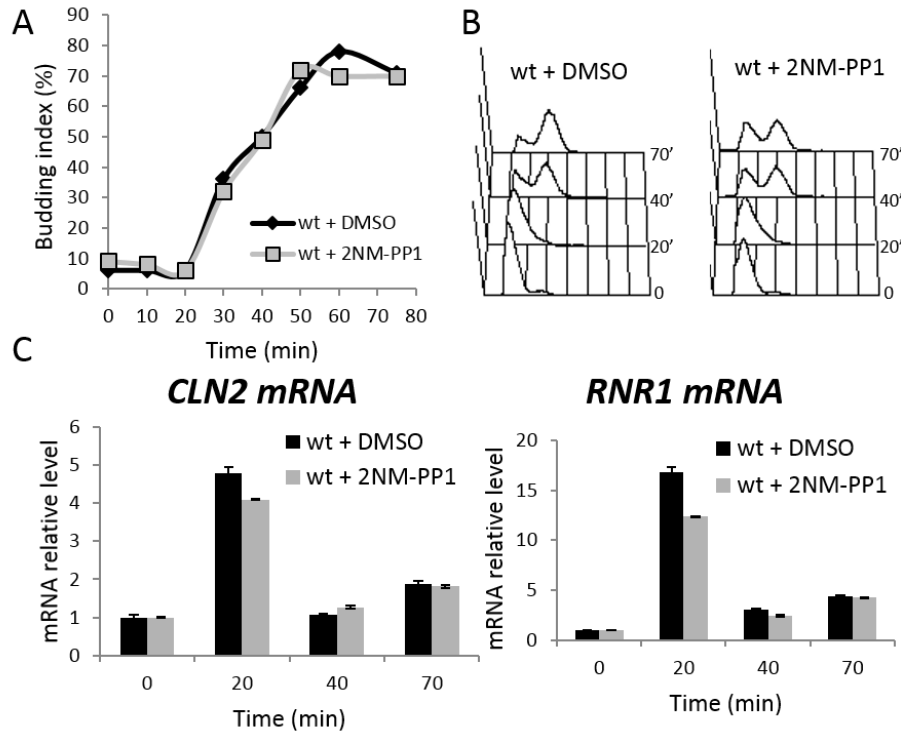 A
Budding index (%)
90
80
70
60
50
40
30
20
10
0
wt + DMSO
wt + 2NM-PP1
0 10 20 30 40 50 60 70 80
Time (min)
B
wt + DMSO
70'
40'
20'
0
wt + 2NM-PP1
70'
40'
20'
0
C
CLN2 mRNA
mRNA relative level
6
5
4
3
2
1
0
wt + DMSO
wt + 2NM-PP1
0 20 40 70
Time (min)
RNR1 mRNA
mRNA relative level
20
15
10
5
0
wt + DMSO
wt + 2NM-PP1
0 20 40 70
Time (min)